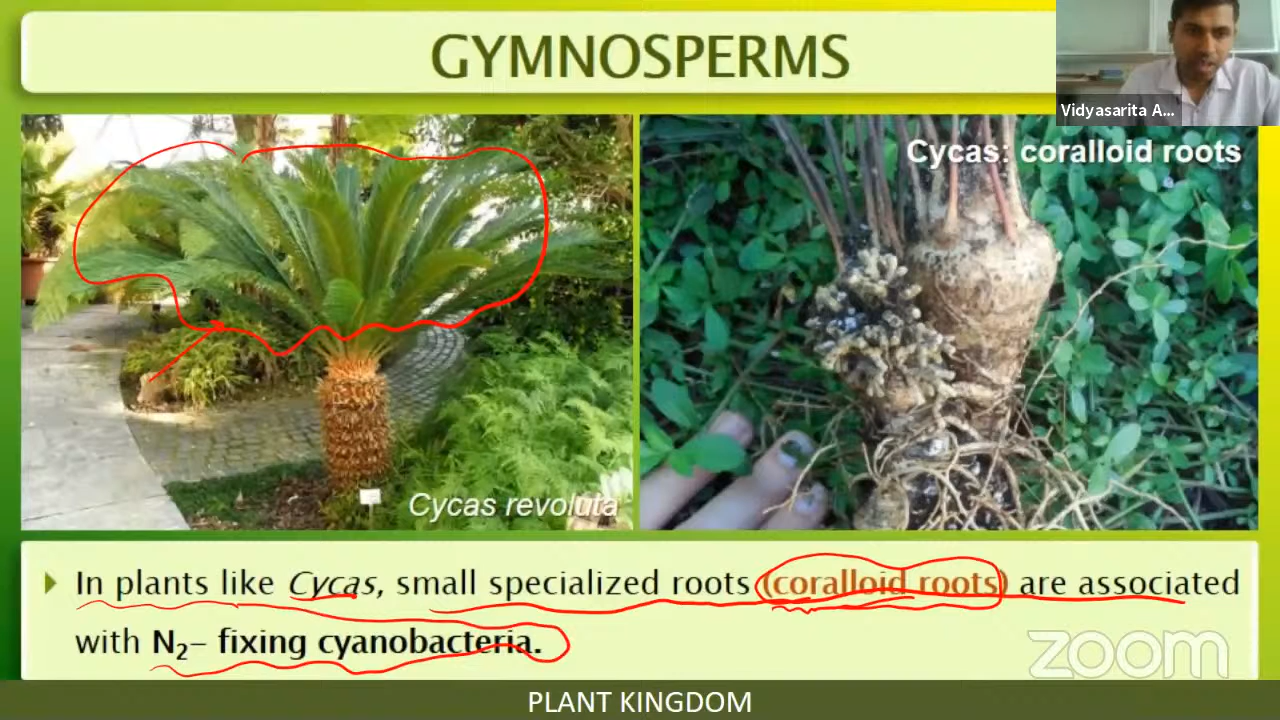 GYMNOSPERMS
Vidyasarita A...
Cycas: coralloid roots
Cycas revoluta
In plants like Cycas, small specialized roots (coralloid roots) are associated
with N₂– fixing cyanobacteria.
zoom
PLANT KINGDOM